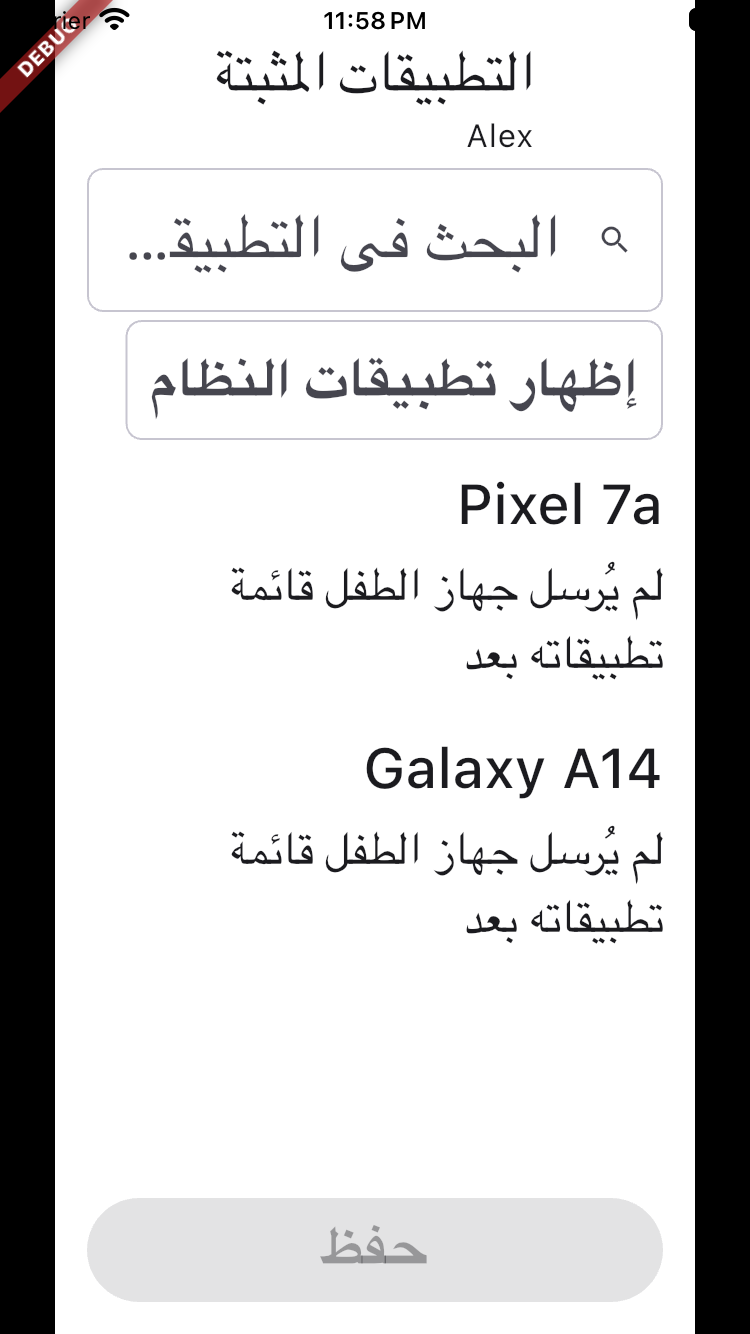 rier 11:58 PM
DEBUG
التطبيقات المثبتة
Alex
البحث في التطبيق...
إظهار تطبيقات النظام
Pixel 7a
لم يُرسل جهاز الطفل قائمة
تطبيقاته بعد
Galaxy A14
لم يُرسل جهاز الطفل قائمة
تطبيقاته بعد
حفظ